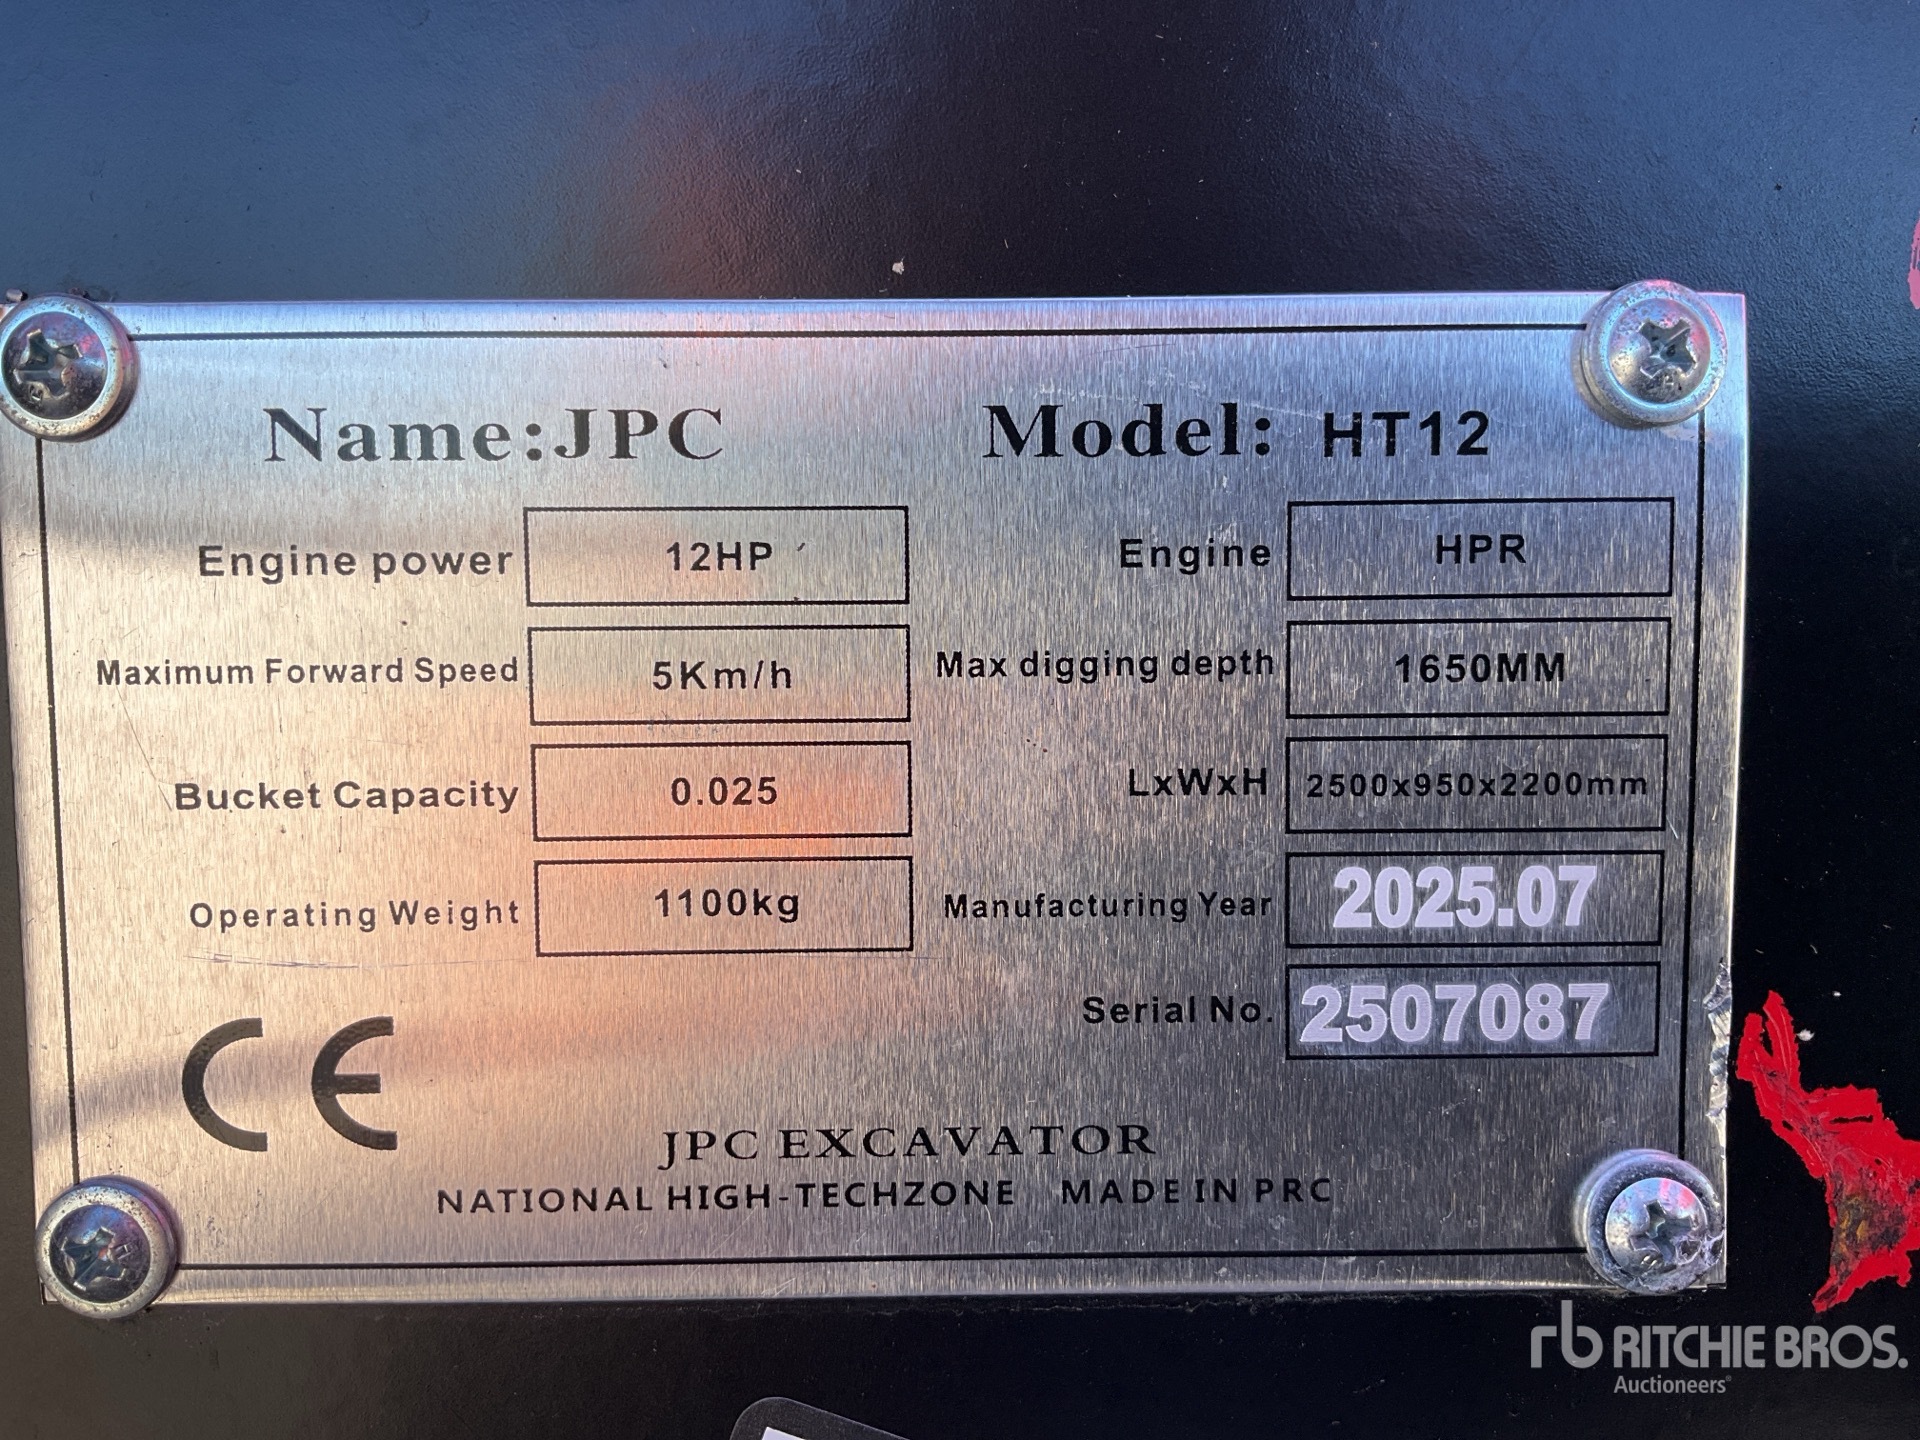 Name:JPC Model: HT12
Engine power 12HP Engine HPR
Maximum Forward Speed 5Km/h Max digging depth 1650MM
Bucket Capacity 0.025 LxWxH 2500x950x2200mm
Operating Weight 1100kg Manufacturing Year 2025.07
Serial No. 2507087
CE
JPC EXCAVATOR
NATIONAL HIGH-TECHZONE MADE IN PRC
rb RITCHIE BROS.
Auctioneers